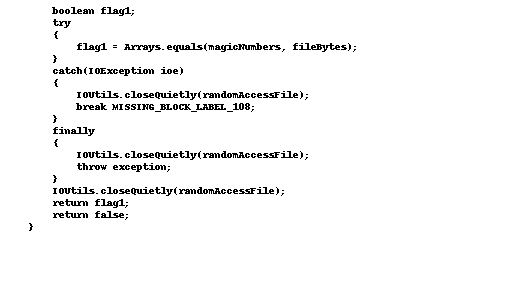 boolean flag1;
try
{
flag1 = Arrays.equals(magicNumbers, fileBytes);
}
catch(IOException ioe)
{
IOUtils.closeQuietly(randomAccessFile);
break MISSING_BLOCK_LABEL_108;
}
finally
{
IOUtils.closeQuietly(randomAccessFile);
throw exception;
}
IOUtils.closeQuietly(randomAccessFile);
return flag1;
return false;
}